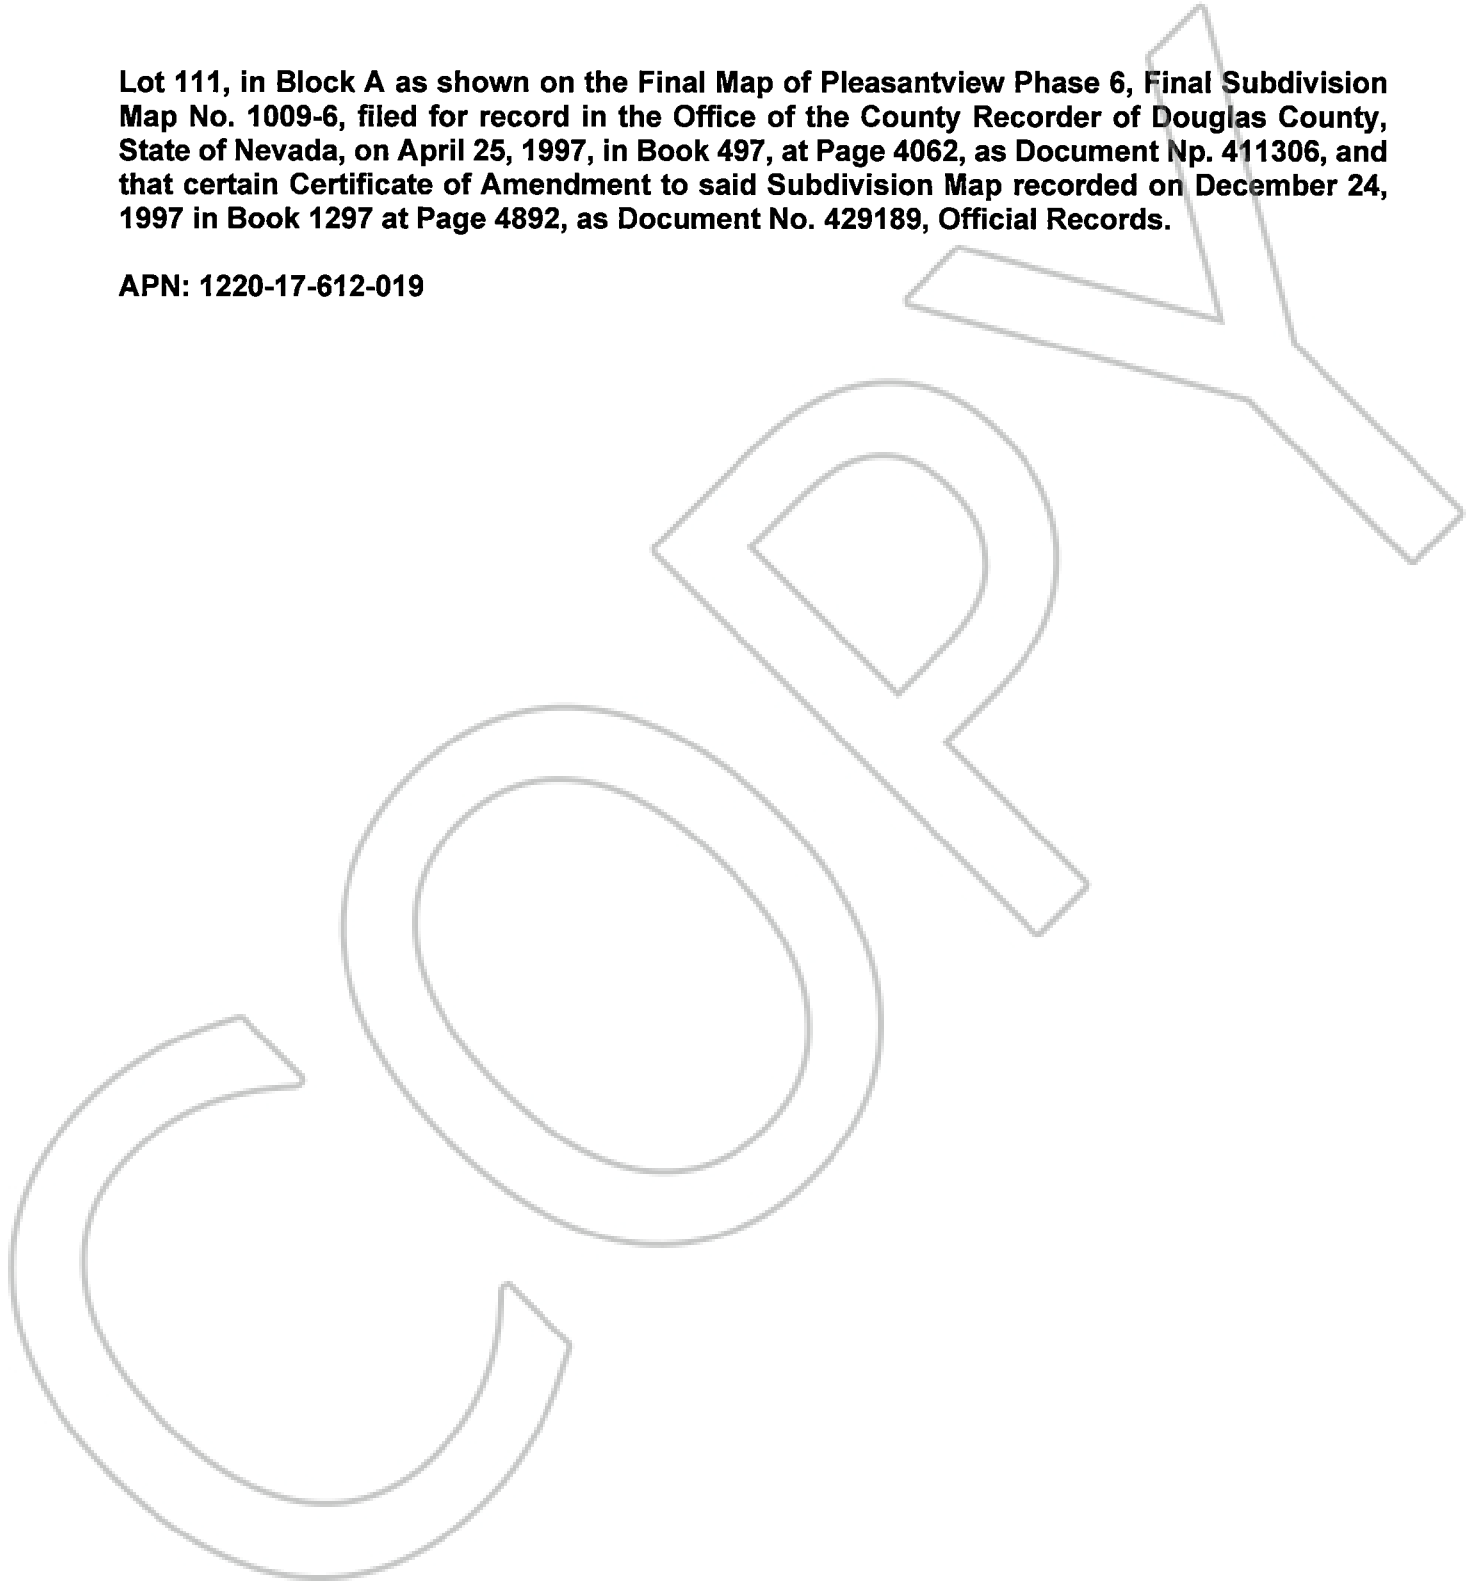 Lot 111, in Block A as shown on the Final Map of Pleasantview Phase 6, Final Subdivision
Map No. 1009-6, filed for record in the Office of the County Recorder of Douglas County,
State of Nevada, on April 25, 1997, in Book 497, at Page 4062, as Document Np. 411306, and
that certain Certificate of Amendment to said Subdivision Map recorded on December 24,
1997 in Book 1297 at Page 4892, as Document No. 429189, Official Records.
APN: 1220-17-612-019
COPY